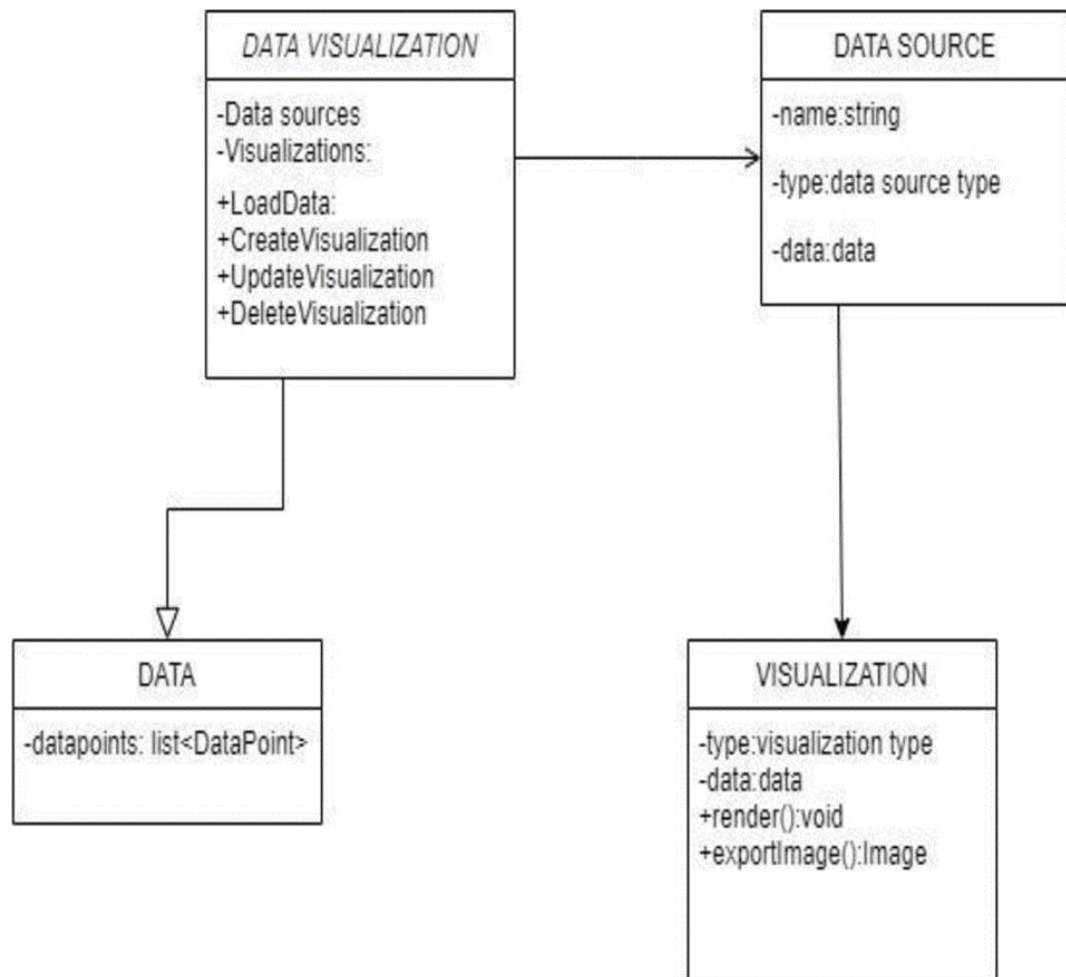 DATA VISUALIZATION
-Data sources
-Visualizations:
+LoadData:
+CreateVisualization
+UpdateVisualization
+DeleteVisualization
DATA SOURCE
-name:string
-type:data source type
-data:data
DATA
-datapoints: list<DataPoint>
VISUALIZATION
-type:visualization type
-data:data
+render():void
+exportImage():Image